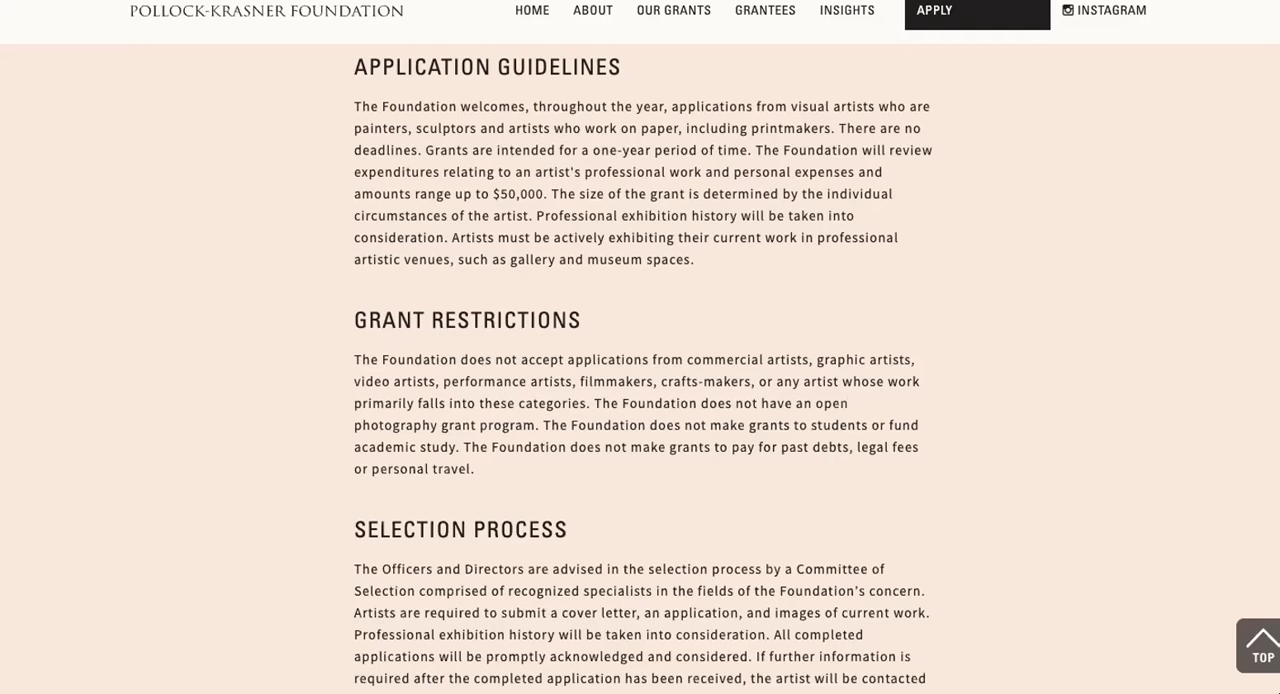 POLLOCK-KRASNER FOUNDATION
HOME ABOUT OUR GRANTS GRANTEES INSIGHTS APPLY INSTAGRAM
APPLICATION GUIDELINES
The Foundation welcomes, throughout the year, applications from visual artists who are
painters, sculptors and artists who work on paper, including printmakers. There are no
deadlines. Grants are intended for a one-year period of time. The Foundation will review
expenditures relating to an artist's professional work and personal expenses and
amounts range up to $50,000. The size of the grant is determined by the individual
circumstances of the artist. Professional exhibition history will be taken into
consideration. Artists must be actively exhibiting their current work in professional
artistic venues, such as gallery and museum spaces.
GRANT RESTRICTIONS
The Foundation does not accept applications from commercial artists, graphic artists,
video artists, performance artists, filmmakers, crafts-makers, or any artist whose work
primarily falls into these categories. The Foundation does not have an open
photography grant program. The Foundation does not make grants to students or fund
academic study. The Foundation does not make grants to pay for past debts, legal fees
or personal travel.
SELECTION PROCESS
The Officers and Directors are advised in the selection process by a Committee of
Selection comprised of recognized specialists in the fields of the Foundation's concern.
Artists are required to submit a cover letter, an application, and images of current work.
Professional exhibition history will be taken into consideration. All completed
applications will be promptly acknowledged and considered. If further information is
required after the completed application has been received, the artist will be contacted
TOP